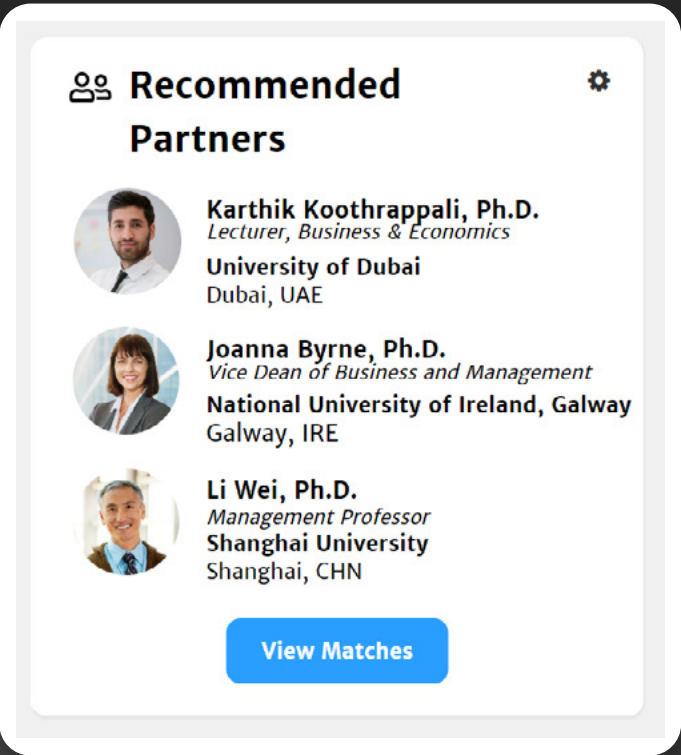 Recommended
Partners
Karthik Koothrappali, Ph.D.
Lecturer, Business & Economics
University of Dubai
Dubai, UAE
Joanna Byrne, Ph.D.
Vice Dean of Business and Management
National University of Ireland, Galway
Galway, IRE
Li Wei, Ph.D.
Management Professor
Shanghai University
Shanghai, CHN
View Matches